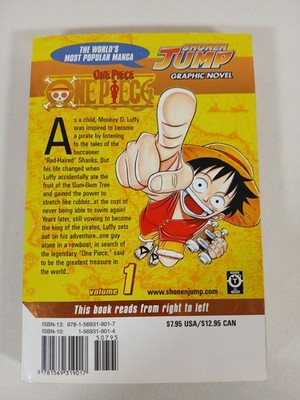 THE WORLD'S
MOST POPULAR MANGA
SHONEN
JUMP
GRAPHIC NOVEL
ONE PIECE
ONE PIECE
As a child, Monkey D. Luffy
was inspired to become
a pirate by listening
to the tales of the
buccaneer
"Red-Haired" Shanks. But
his life changed when
Luffy accidentally ate the
fruit of the Gum-Gum Tree
and gained the power to
stretch like rubber...at the cost of
never being able to swim again!
Years later, still vowing to become
the king of the pirates, Luffy sets
out on his adventure...one guy
alone in a rowboat, in search of
the legendary "One Piece," said
to be the greatest treasure in
the world...
volume 1
www.shonenjump.com
This book reads from right to left
ISBN-13: 978-1-56931-901-7
ISBN-10: 1-56931-901-4
9 781569 319017
$7.95 USA/$12.95 CAN